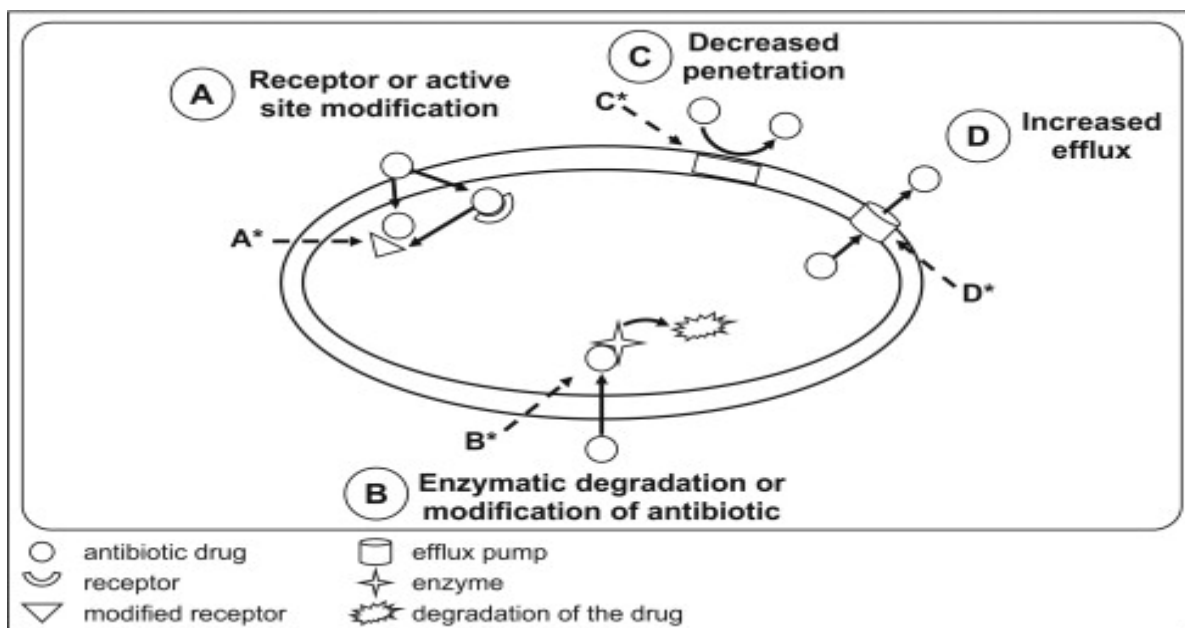 A
Receptor or active
site modification
C
Decreased
penetration
C*
D
Increased
efflux
A*
D*
B*
B
Enzymatic degradation or
modification of antibiotic
antibiotic drug
receptor
modified receptor
efflux pump
enzyme
degradation of the drug